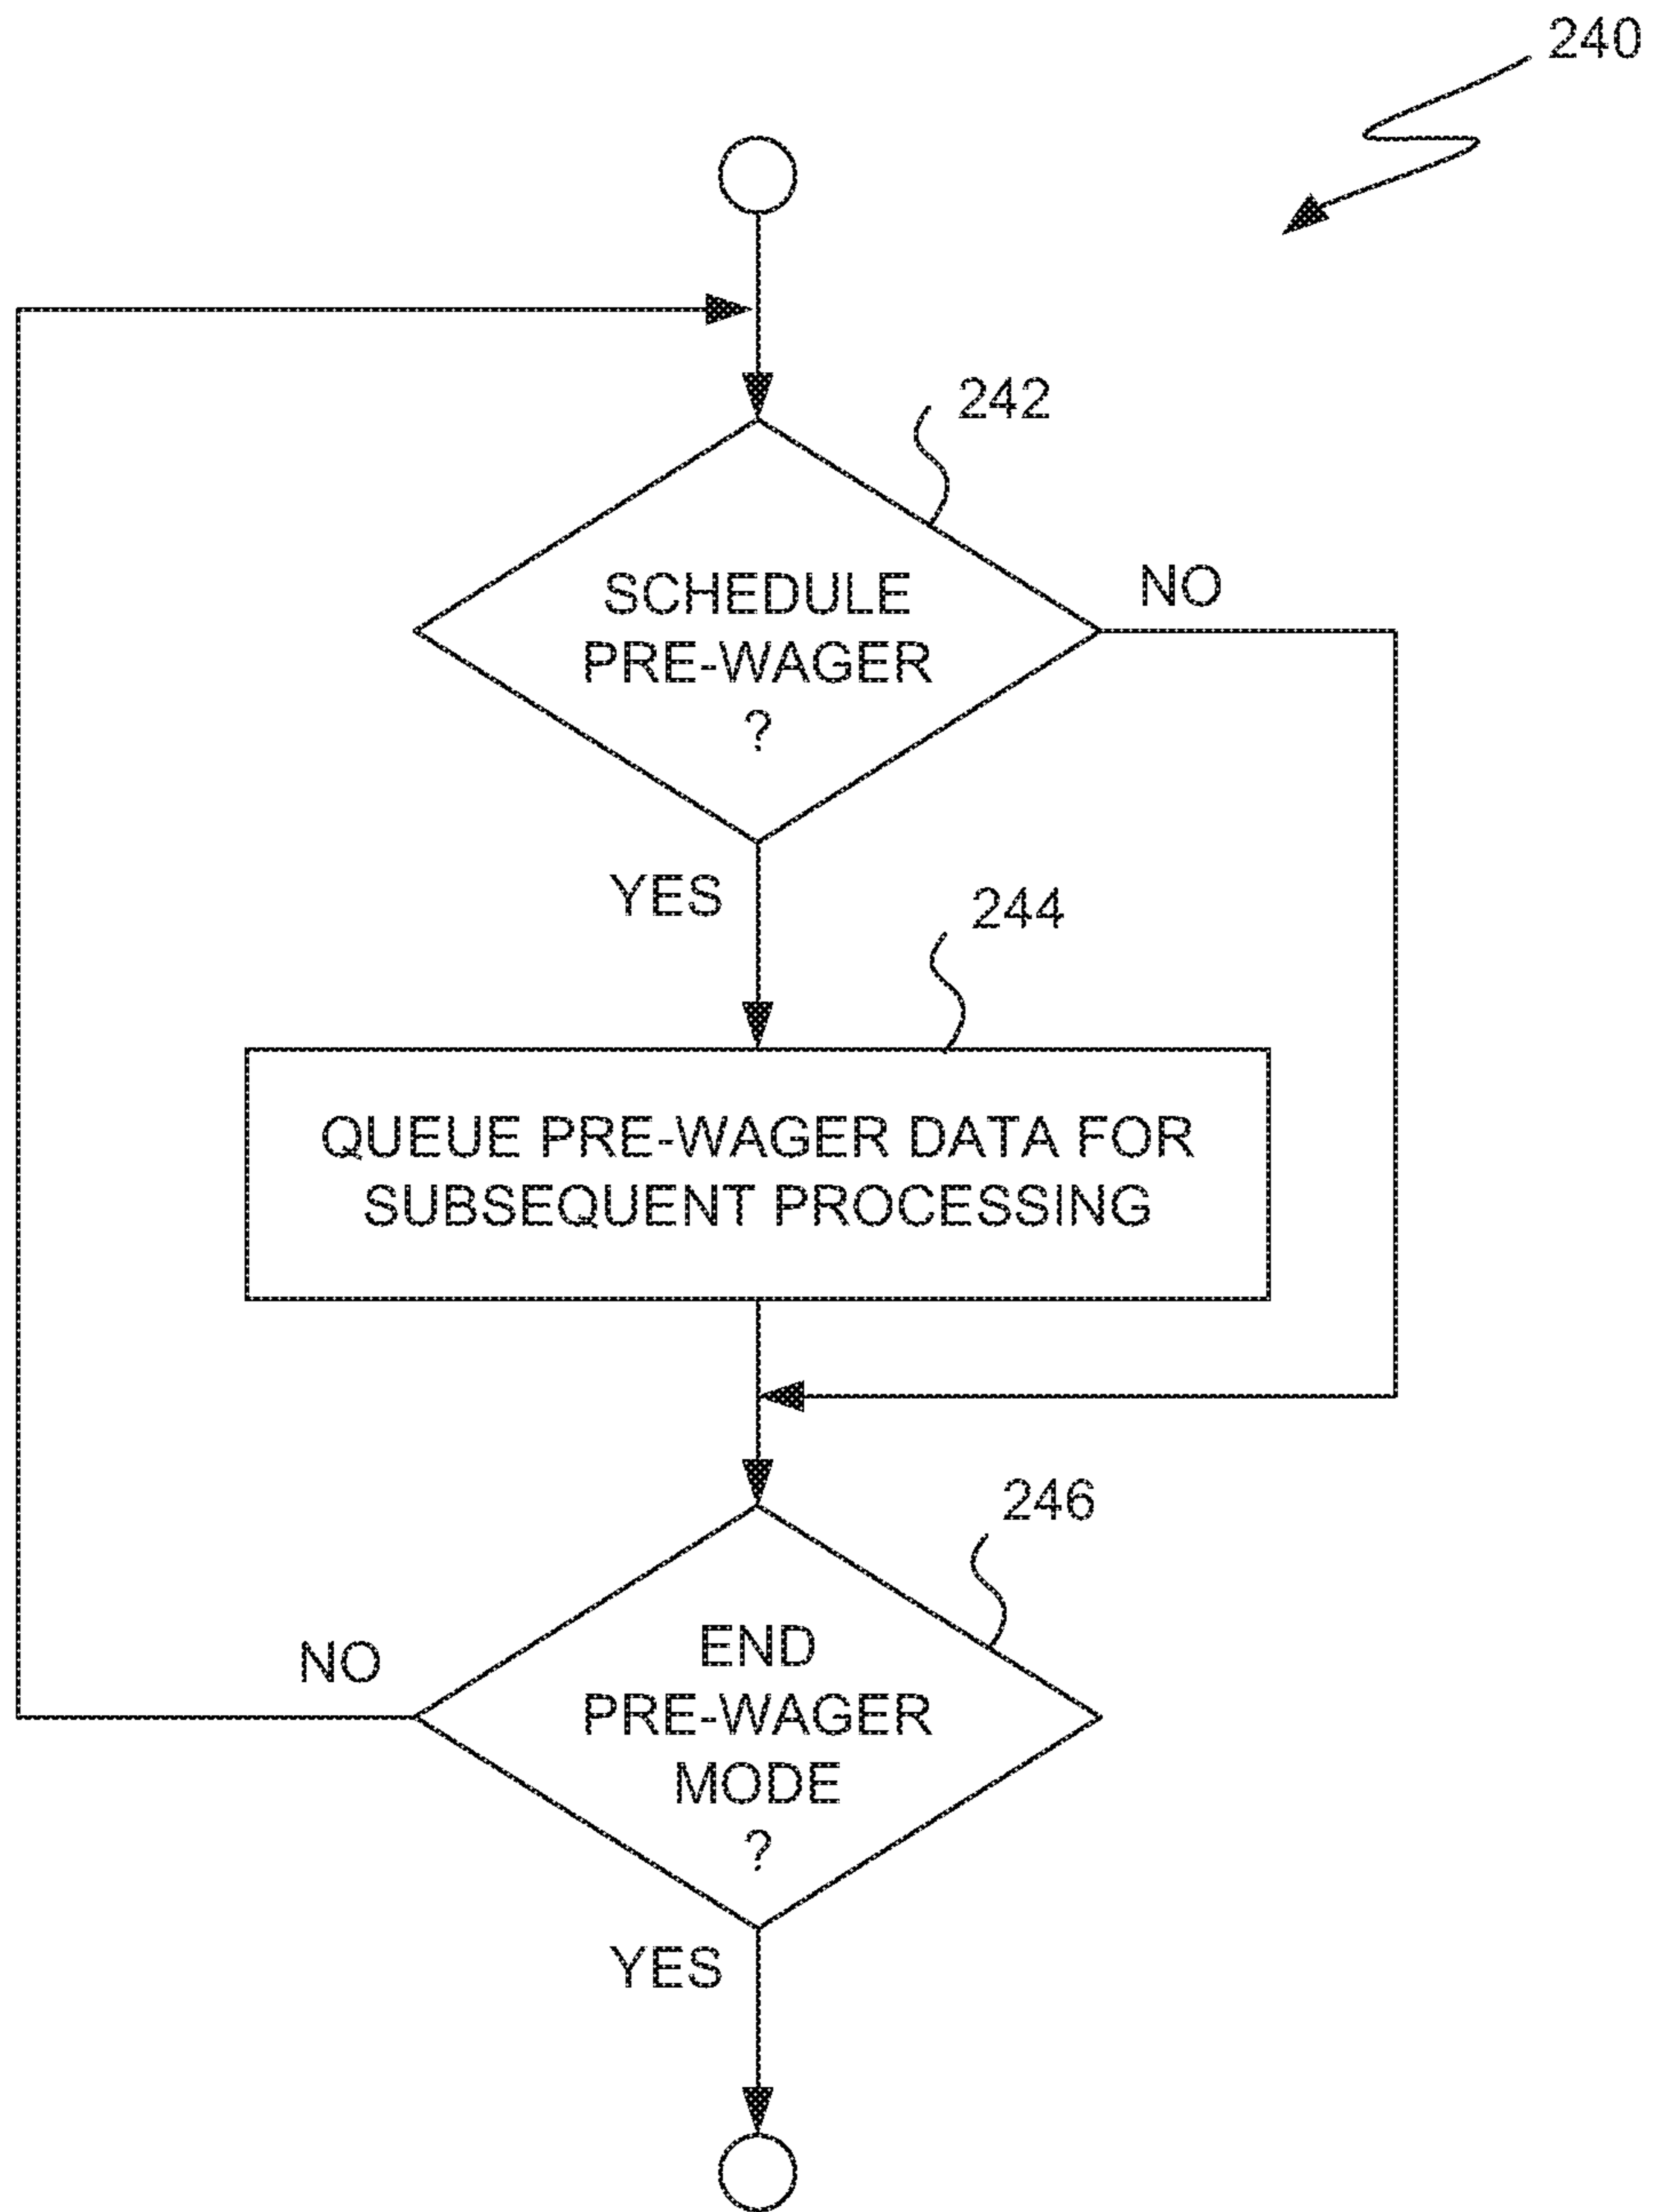 240
242
SCHEDULE
PRE-WAGER
?
NO
YES
244
QUEUE PRE-WAGER DATA FOR
SUBSEQUENT PROCESSING
246
END
PRE-WAGER
MODE
?
NO
YES